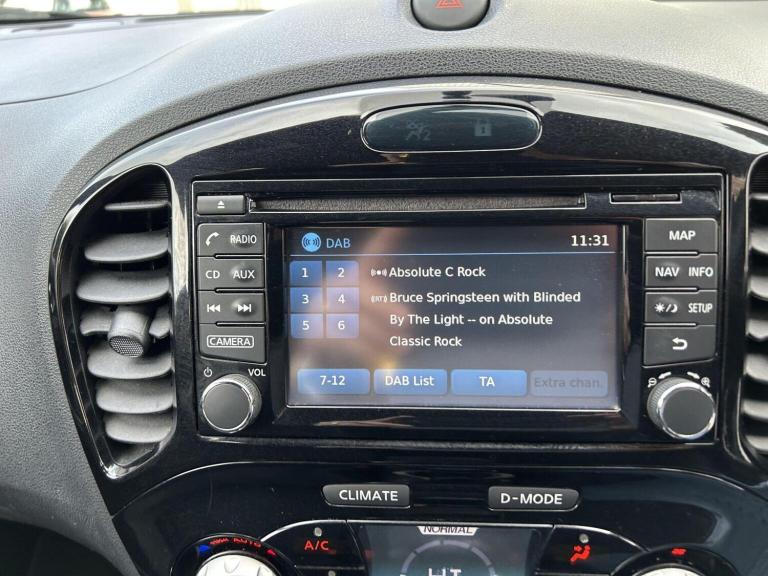 DAB 11:31
RADIO
MAP
1 2
Absolute C Rock
CD AUX
NAV INFO
3 4
Bruce Springsteen with Blinded
SETUP
5 6
By The Light -- on Absolute
Classic Rock
CAMERA
VOL
7-12 DAB List TA Extra chan.
CLIMATE D-MODE
NORMAL
AUTO
A/C